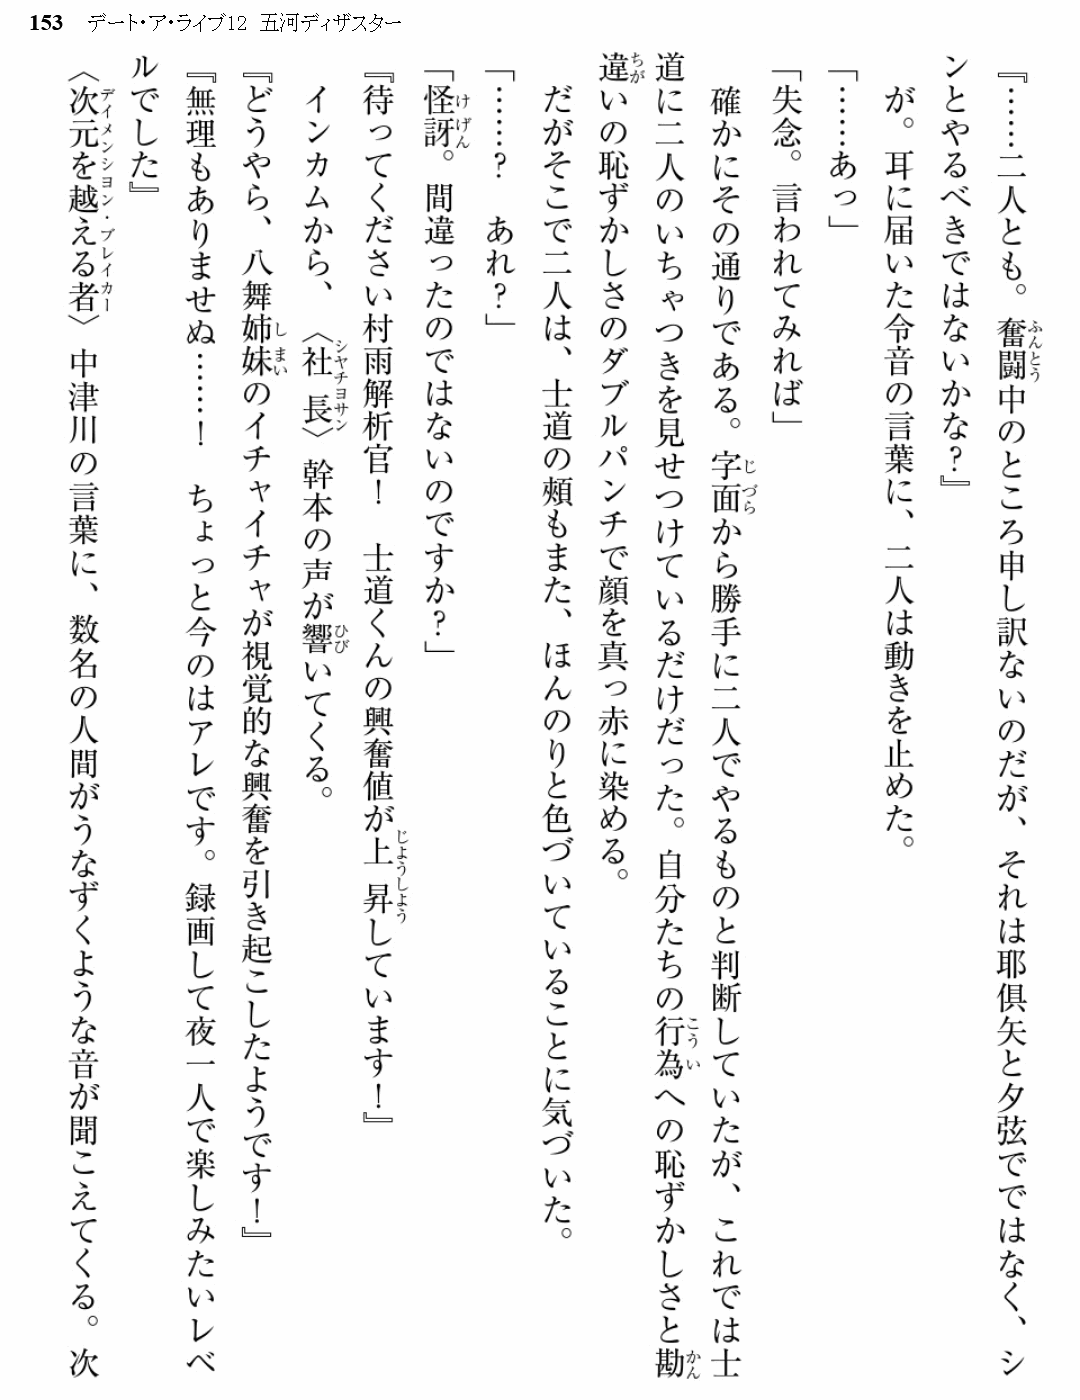 153 デート・ア・ライブ12 五河ディザスター
『……二人とも。奮闘中のところ申し訳ないのだが、それは耶倶矢と夕弦でではなく、シ
ンとやるべきではないかな？』
が。耳に届いた令音の言葉に、二人は動きを止めた。
「……あっ」
「失念。言われてみれば」
確かにその通りである。字面から勝手に二人でやるものと判断していたが、これでは士
道に二人のいちゃつきを見せつけているだけだった。自分たちの行為への恥ずかしさと勘
違いの恥ずかしさのダブルパンチで顔を真っ赤に染める。
だがそこで二人は、士道の頰もまた、ほんのりと色づいていることに気づいた。
「……？　あれ？」
「怪訝。間違ったのではないのですか？」
『待ってください村雨解析官！　士道くんの興奮値が上昇しています！』
インカムから、〈社長〉幹本の声が響いてくる。
『どうやら、八舞姉妹のイチャイチャが視覚的な興奮を引き起こしたようです！』
『無理もありませぬ……！　ちょっと今のはアレです。録画して夜一人で楽しみたいレベ
ルでした』
〈次元を越える者〉中津川の言葉に、数名の人間がうなずくような音が聞こえてくる。次